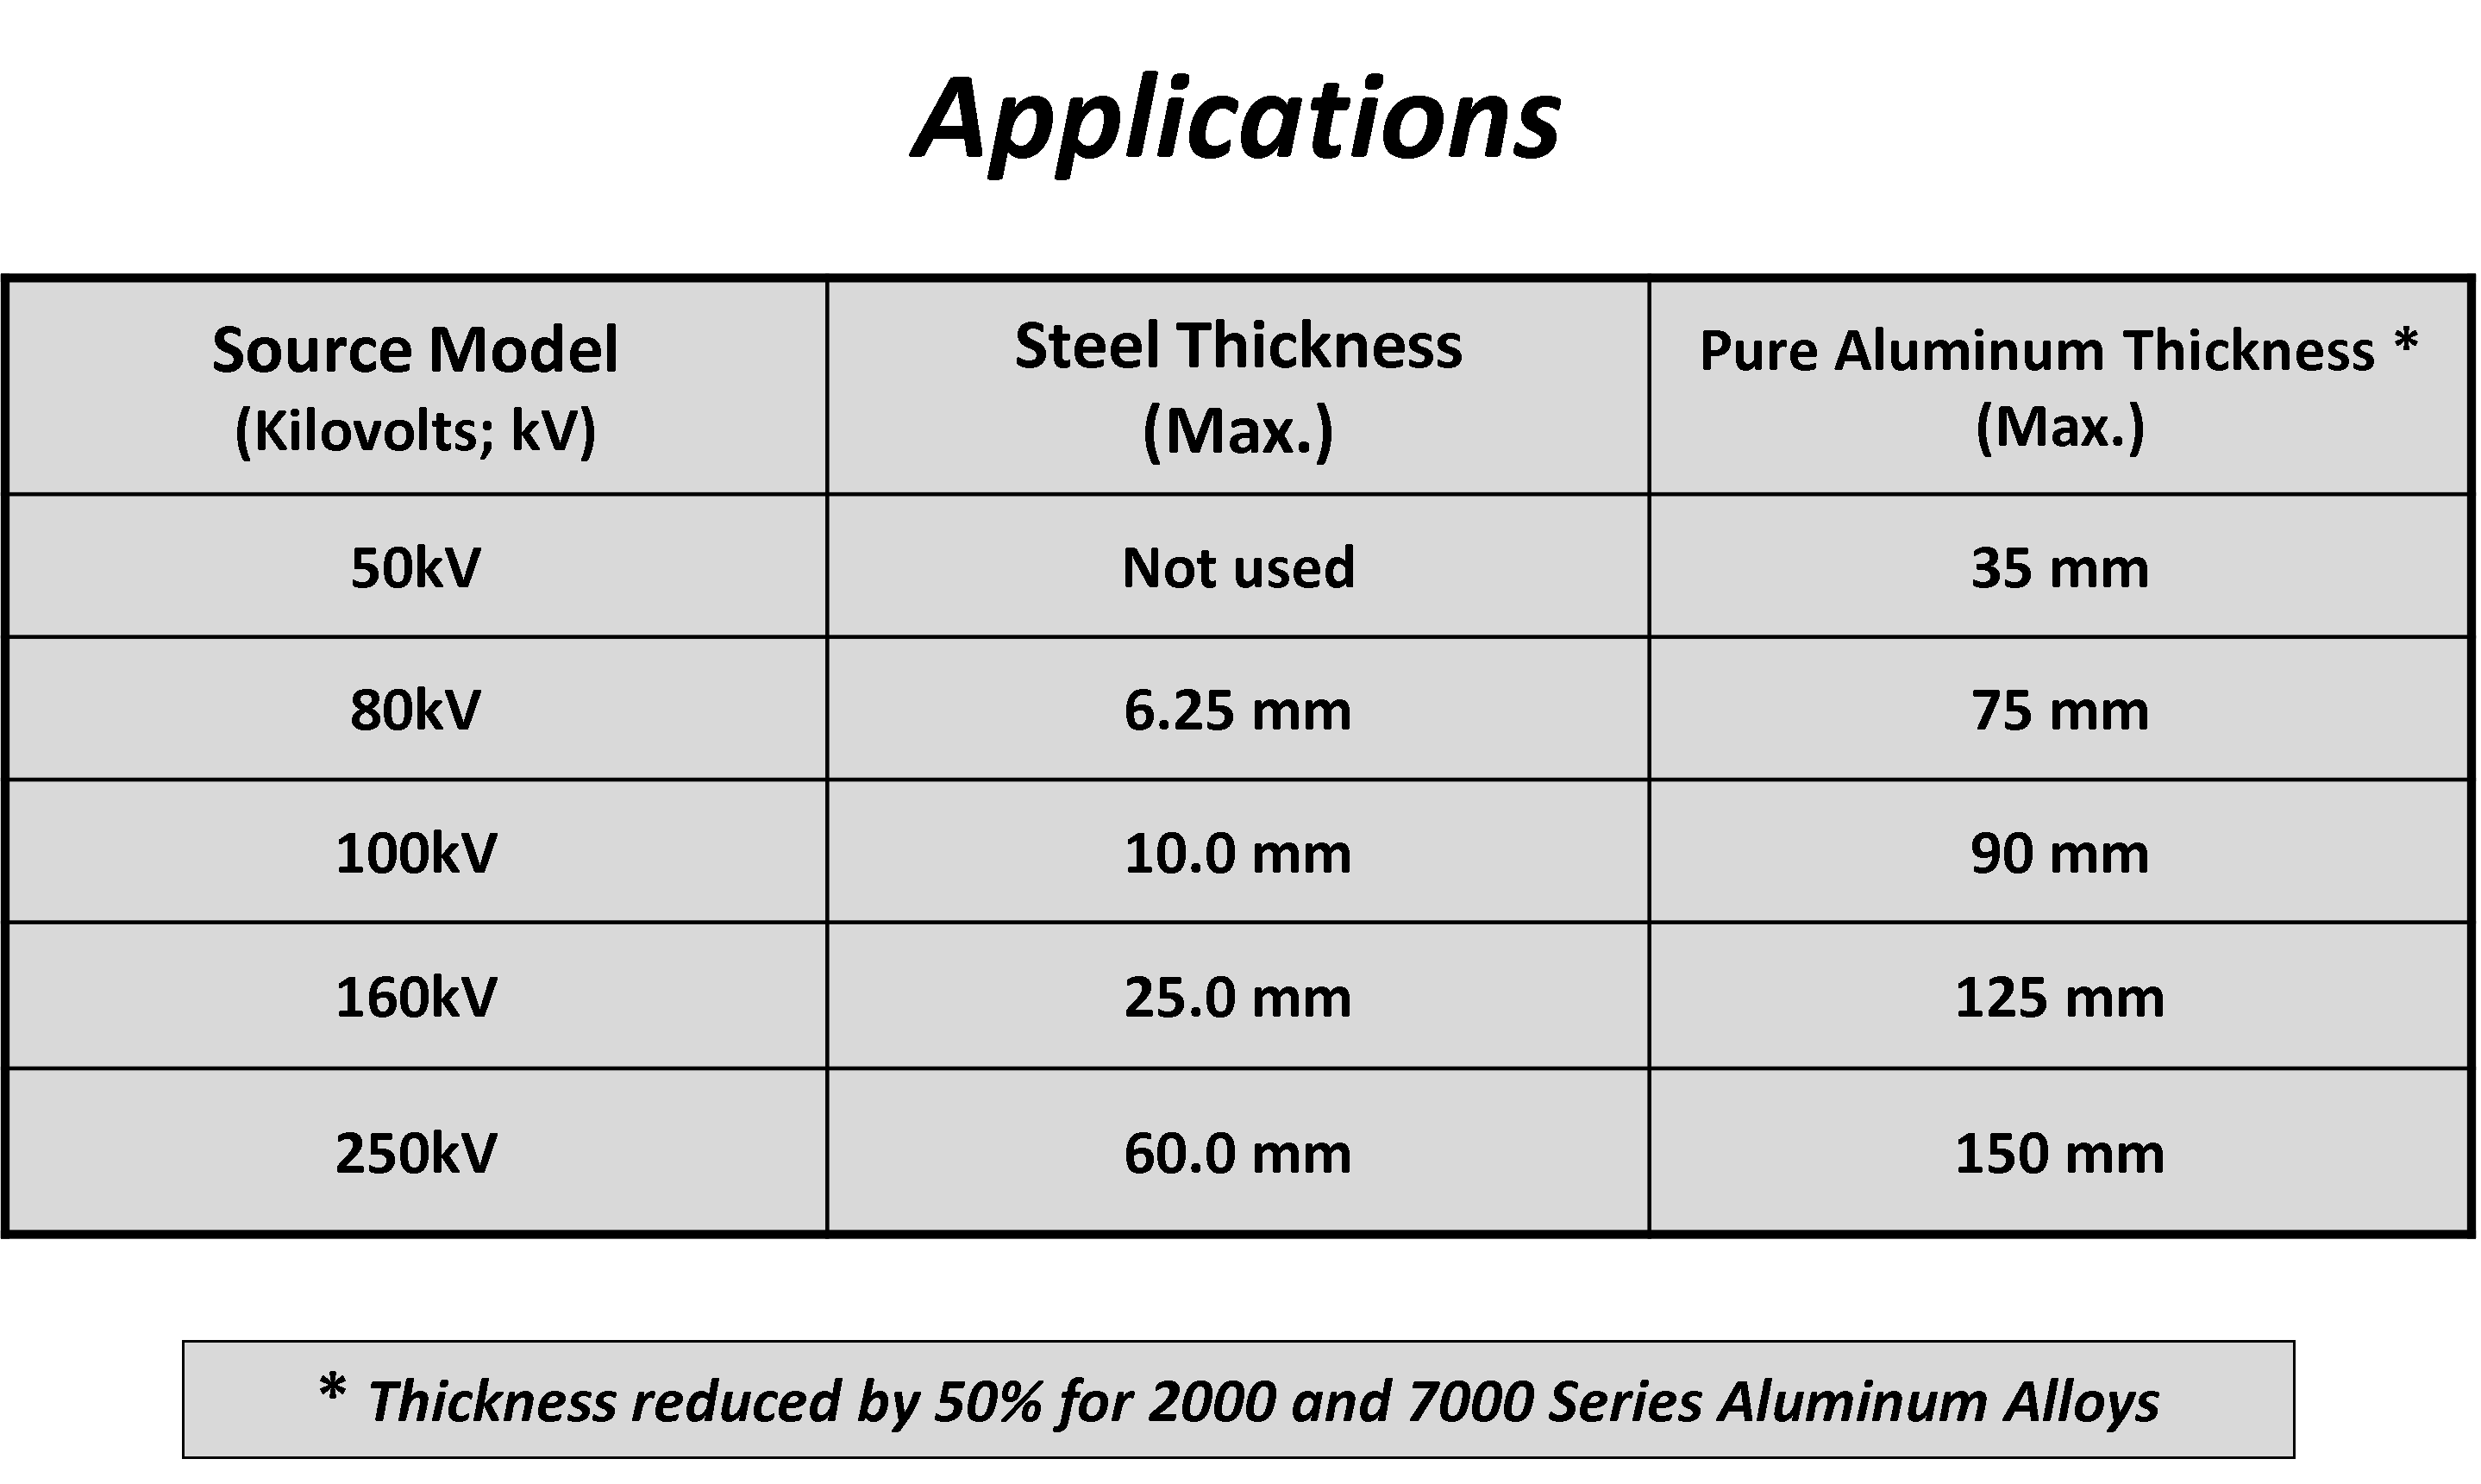 Applications
Source Model
(Kilovolts; kV)
Steel Thickness
(Max.)
Pure Aluminum Thickness *
(Max.)
50kV
Not used
35 mm
80kV
6.25 mm
75 mm
100kV
10.0 mm
90 mm
160kV
25.0 mm
125 mm
250kV
60.0 mm
150 mm
* Thickness reduced by 50% for 2000 and 7000 Series Aluminum Alloys